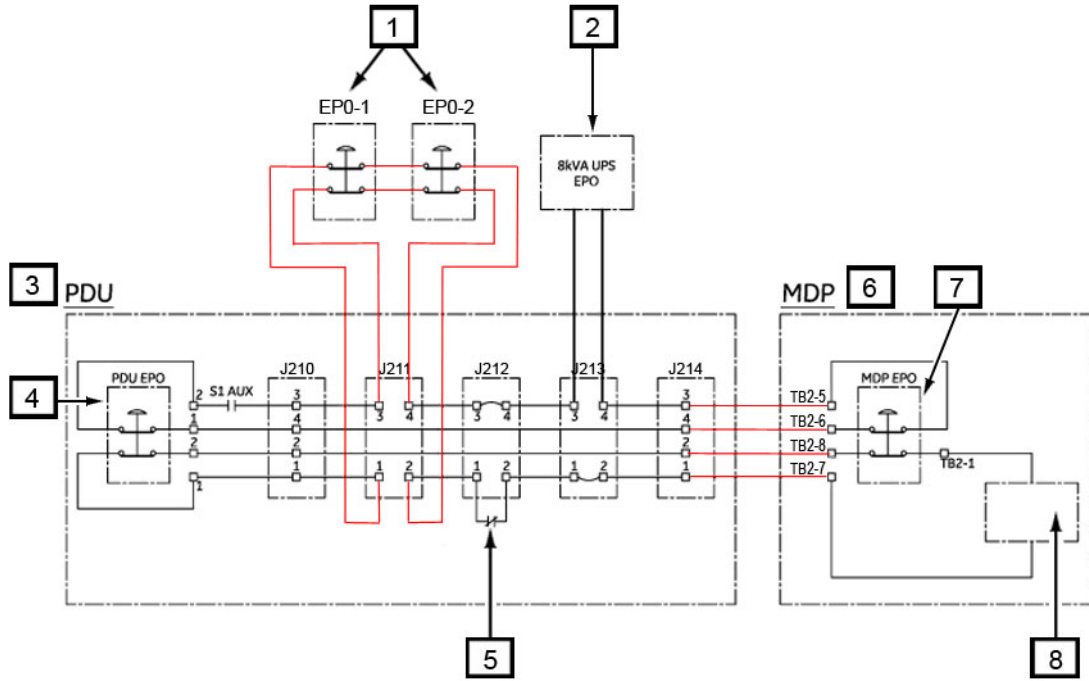 1
2
EP0-1
EP0-2
8kVA UPS
EPO
3
PDU
MDP
6
7
4
PDU EPO
2
S1 AUX
1
2
1
J210
3
4
2
1
J211
3
4
1
2
J212
3
4
1
2
J213
3
4
1
2
J214
3
4
2
1
TB2-5
TB2-6
TB2-8
TB2-7
MDP EPO
TB2-1
5
8